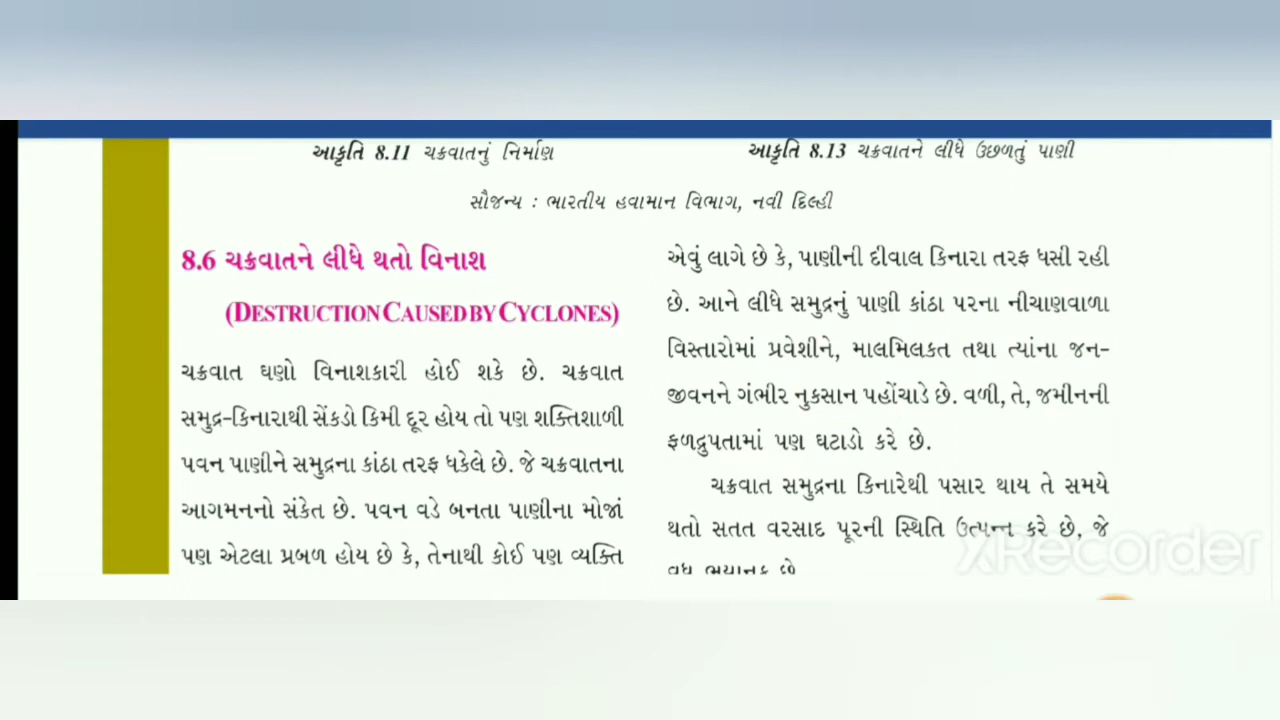 આકૃતિ 8.11 ચક્રવાતનું નિર્માણ
આકૃતિ 8.13 ચક્રવાતને લીધે ઉછળતું પાણી
સૌજન્ય : ભારતીય હવામાન વિભાગ, નવી દિલ્હી
8.6 ચક્રવાતને લીધે થતો વિનાશ
(DESTRUCTION CAUSED BY CYCLONES)
ચક્રવાત ઘણો વિનાશકારી હોઈ શકે છે. ચક્રવાત
સમુદ્ર-કિનારાથી સેંકડો કિમી દૂર હોય તો પણ શક્તિશાળી
પવન પાણીને સમુદ્રના કાંઠા તરફ ધકેલે છે. જે ચક્રવાતના
આગમનનો સંકેત છે. પવન વડે બનતા પાણીના મોજાં
પણ એટલા પ્રબળ હોય છે કે, તેનાથી કોઈ પણ વ્યક્તિ
એવું લાગે છે કે, પાણીની દીવાલ કિનારા તરફ ધસી રહી
છે. આને લીધે સમુદ્રનું પાણી કાંઠા પરના નીચાણવાળા
વિસ્તારોમાં પ્રવેશીને, માલમિલકત તથા ત્યાંના જન-
જીવનને ગંભીર નુકસાન પહોંચાડે છે. વળી, તે, જમીનની
ફળદ્રુપતામાં પણ ઘટાડો કરે છે.
ચક્રવાત સમુદ્રના કિનારેથી પસાર થાય તે સમયે
થતો સતત વરસાદ પૂરની સ્થિતિ ઉત્પન્ન કરે છે, જે
વધુ ભયાનક છે
XRecorder